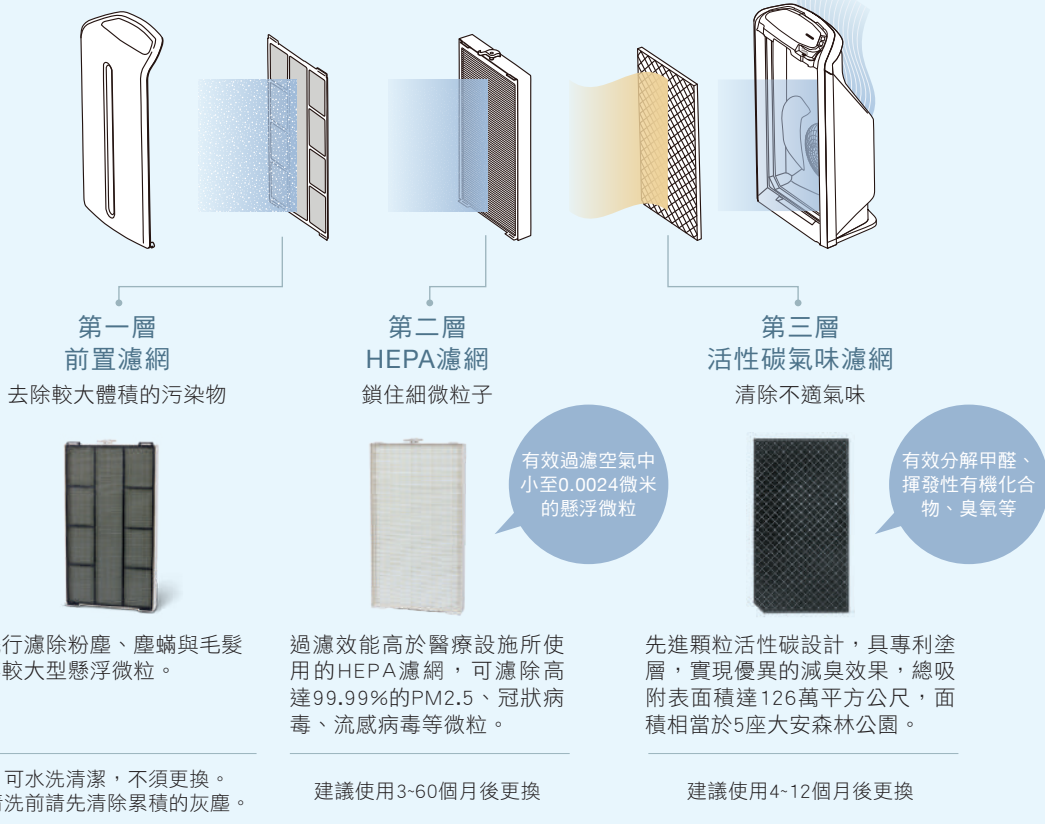 第一層
前置濾網
去除較大體積的污染物
行濾除粉塵、塵蟎與毛髮
較大型懸浮微粒。
可水洗清潔，不須更換。
洗前請先清除累積的灰塵。
第二層
HEPA濾網
鎖住細微粒子
有效過濾空氣中
小至0.0024微米
的懸浮微粒
過濾效能高於醫療設施所使
用的HEPA濾網，可濾除高
達99.99%的PM2.5、冠狀病
毒、流感病毒等微粒。
建議使用3~60個月後更換
第三層
活性碳氣味濾網
清除不適氣味
有效分解甲醛、
揮發性有機化合
物、臭氧等
先進顆粒活性碳設計，具專利塗
層，實現優異的減臭效果，總吸
附表面積達126萬平方公尺，面
積相當於5座大安森林公園。
建議使用4~12個月後更換